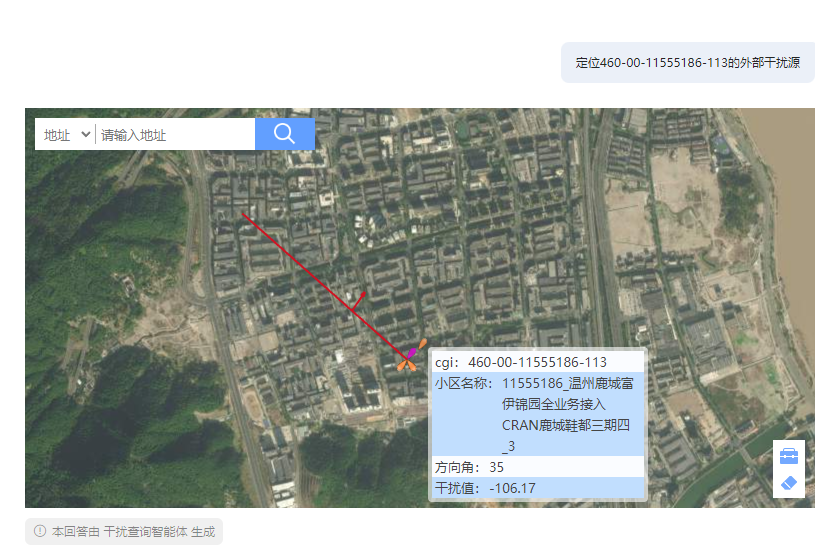 定位460-00-11555186-113的外部干扰源
地址 请输入地址
cgi: 460-00-11555186-113
小区名称: 11555186_温州鹿城富
伊锦园全业务接入
CRAN鹿城鞋都三期四
_3
方向角: 35
干扰值: -106.17
本回答由 干扰查询智能体 生成